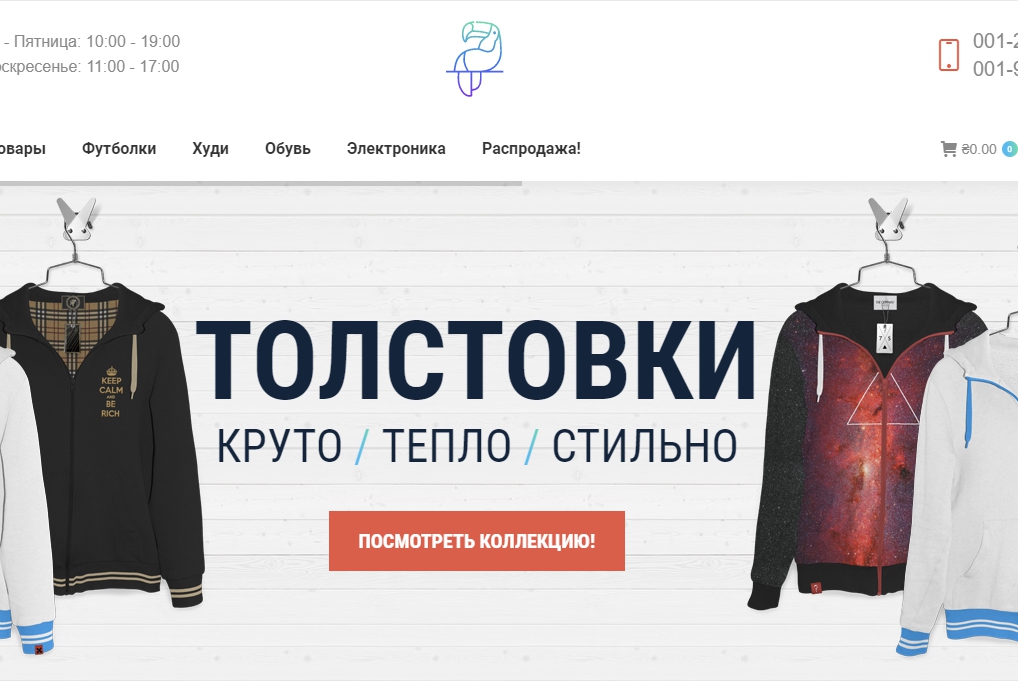 - Пятница: 10:00 - 19:00
скресенье: 11:00 - 17:00
001-2
001-9
овары Футболки Худи Обувь Электроника Распродажа!
₴0.00 0
KEEP
CALM
AND
BE
RICH
ТОЛСТОВКИ
КРУТО / ТЕПЛО / СТИЛЬНО
ПОСМОТРЕТЬ КОЛЛЕКЦИЮ!